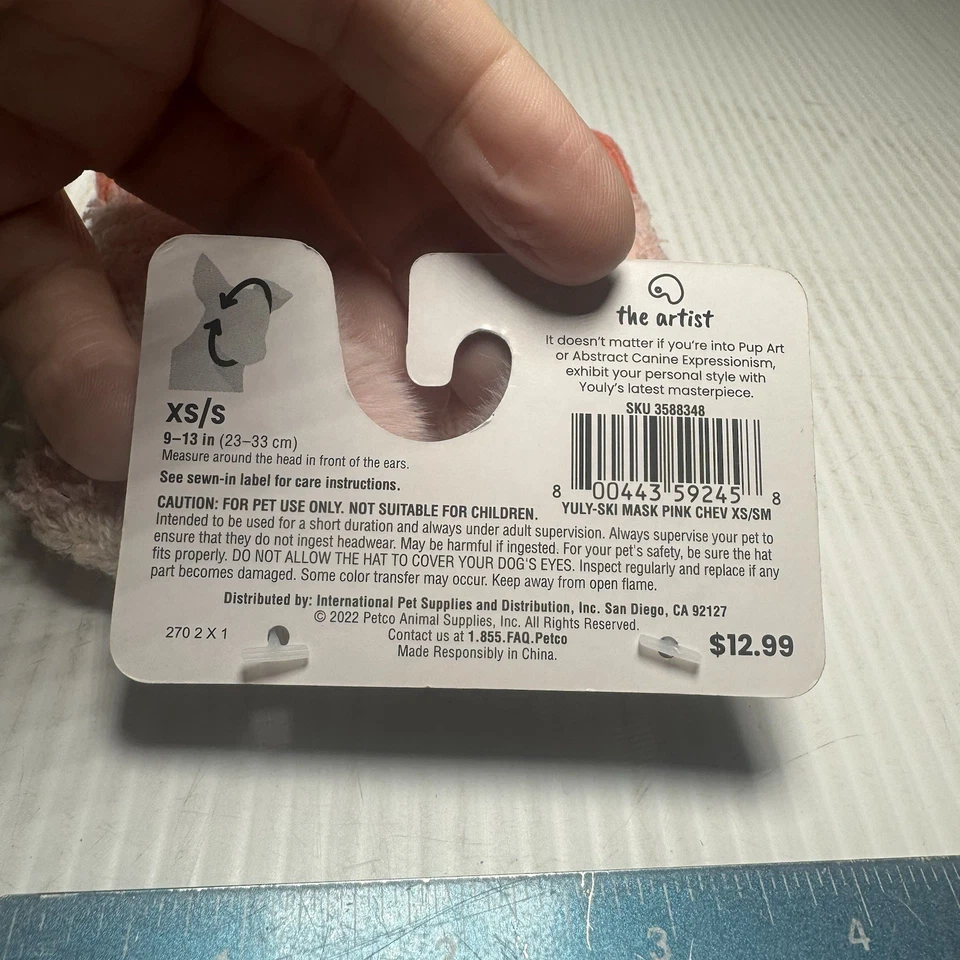 the artist
It doesn't matter if you're into Pup Art
or Abstract Canine Expressionism,
exhibit your personal style with
Youly's latest masterpiece.
SKU 3588348
8 00443 59245 8
YULY-SKI MASK PINK CHEV XS/SM
XS/S
9–13 in (23–33 cm)
Measure around the head in front of the ears.
See sewn-in label for care instructions.
CAUTION: FOR PET USE ONLY. NOT SUITABLE FOR CHILDREN.
Intended to be used for a short duration and always under adult supervision. Always supervise your pet to
ensure that they do not ingest headwear. May be harmful if ingested. For your pet's safety, be sure the hat
fits properly. DO NOT ALLOW THE HAT TO COVER YOUR DOG'S EYES. Inspect regularly and replace if any
part becomes damaged. Some color transfer may occur. Keep away from open flame.
Distributed by: International Pet Supplies and Distribution, Inc. San Diego, CA 92127
© 2022 Petco Animal Supplies, Inc. All Rights Reserved.
Contact us at 1.855.FAQ.Petco
Made Responsibly in China.
270 2 X 1
$12.99
1 2 3 4